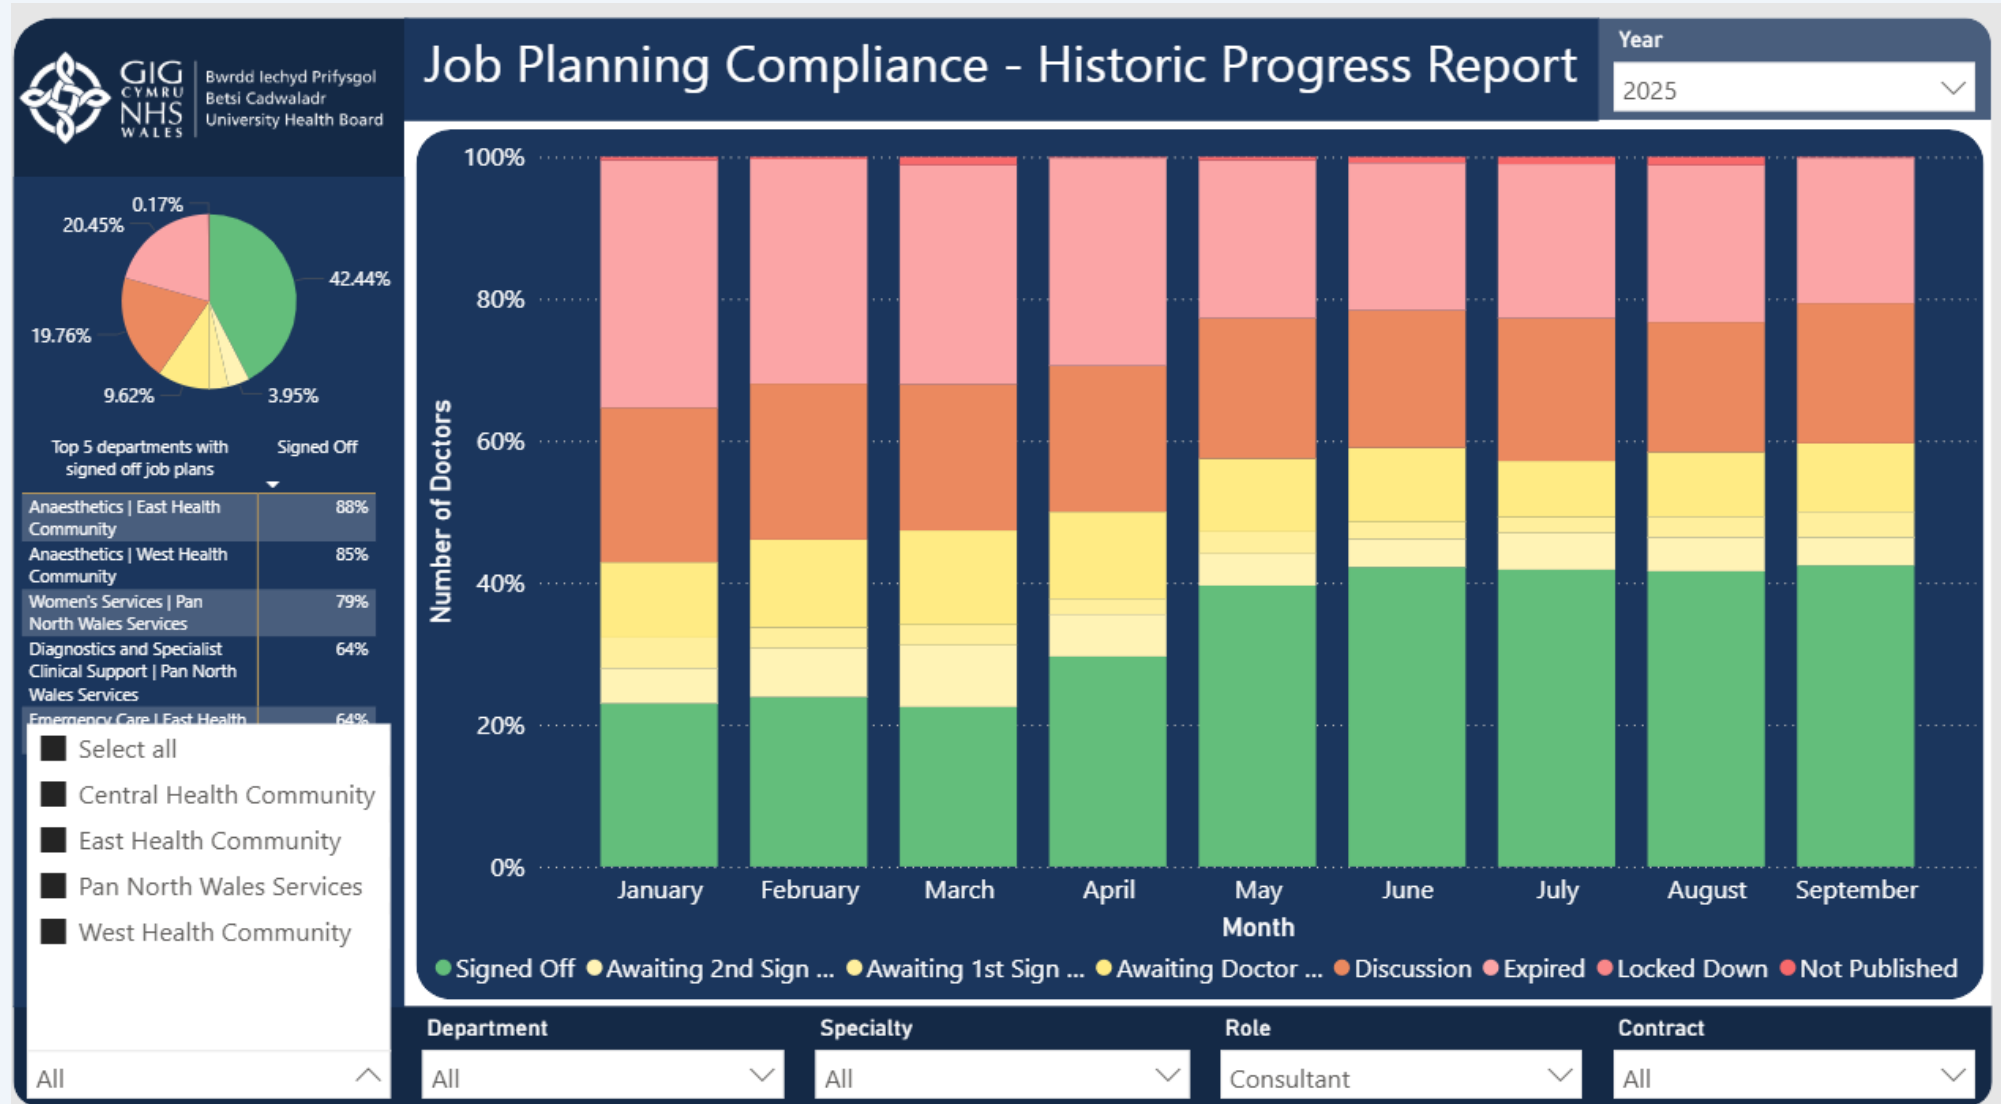 GIG
CYMRU
NHS
WALES
Bwrdd Iechyd Prifysgol
Betsi Cadwaladr
University Health Board
Job Planning Compliance - Historic Progress Report
Year
2025
0.17%
20.45%
42.44%
19.76%
9.62%
3.95%
Top 5 departments with
signed off job plans
Signed Off
Anaesthetics | East Health
Community
88%
Anaesthetics | West Health
Community
85%
Women's Services | Pan
North Wales Services
79%
Diagnostics and Specialist
Clinical Support | Pan North
Wales Services
64%
Emergency Care | East Health
64%
Select all
Central Health Community
East Health Community
Pan North Wales Services
West Health Community
All
Number of Doctors
100%
80%
60%
40%
20%
0%
January February March April May June July August September
Month
Signed Off Awaiting 2nd Sign ... Awaiting 1st Sign ... Awaiting Doctor ... Discussion Expired Locked Down Not Published
Department
All
Specialty
All
Role
Consultant
Contract
All